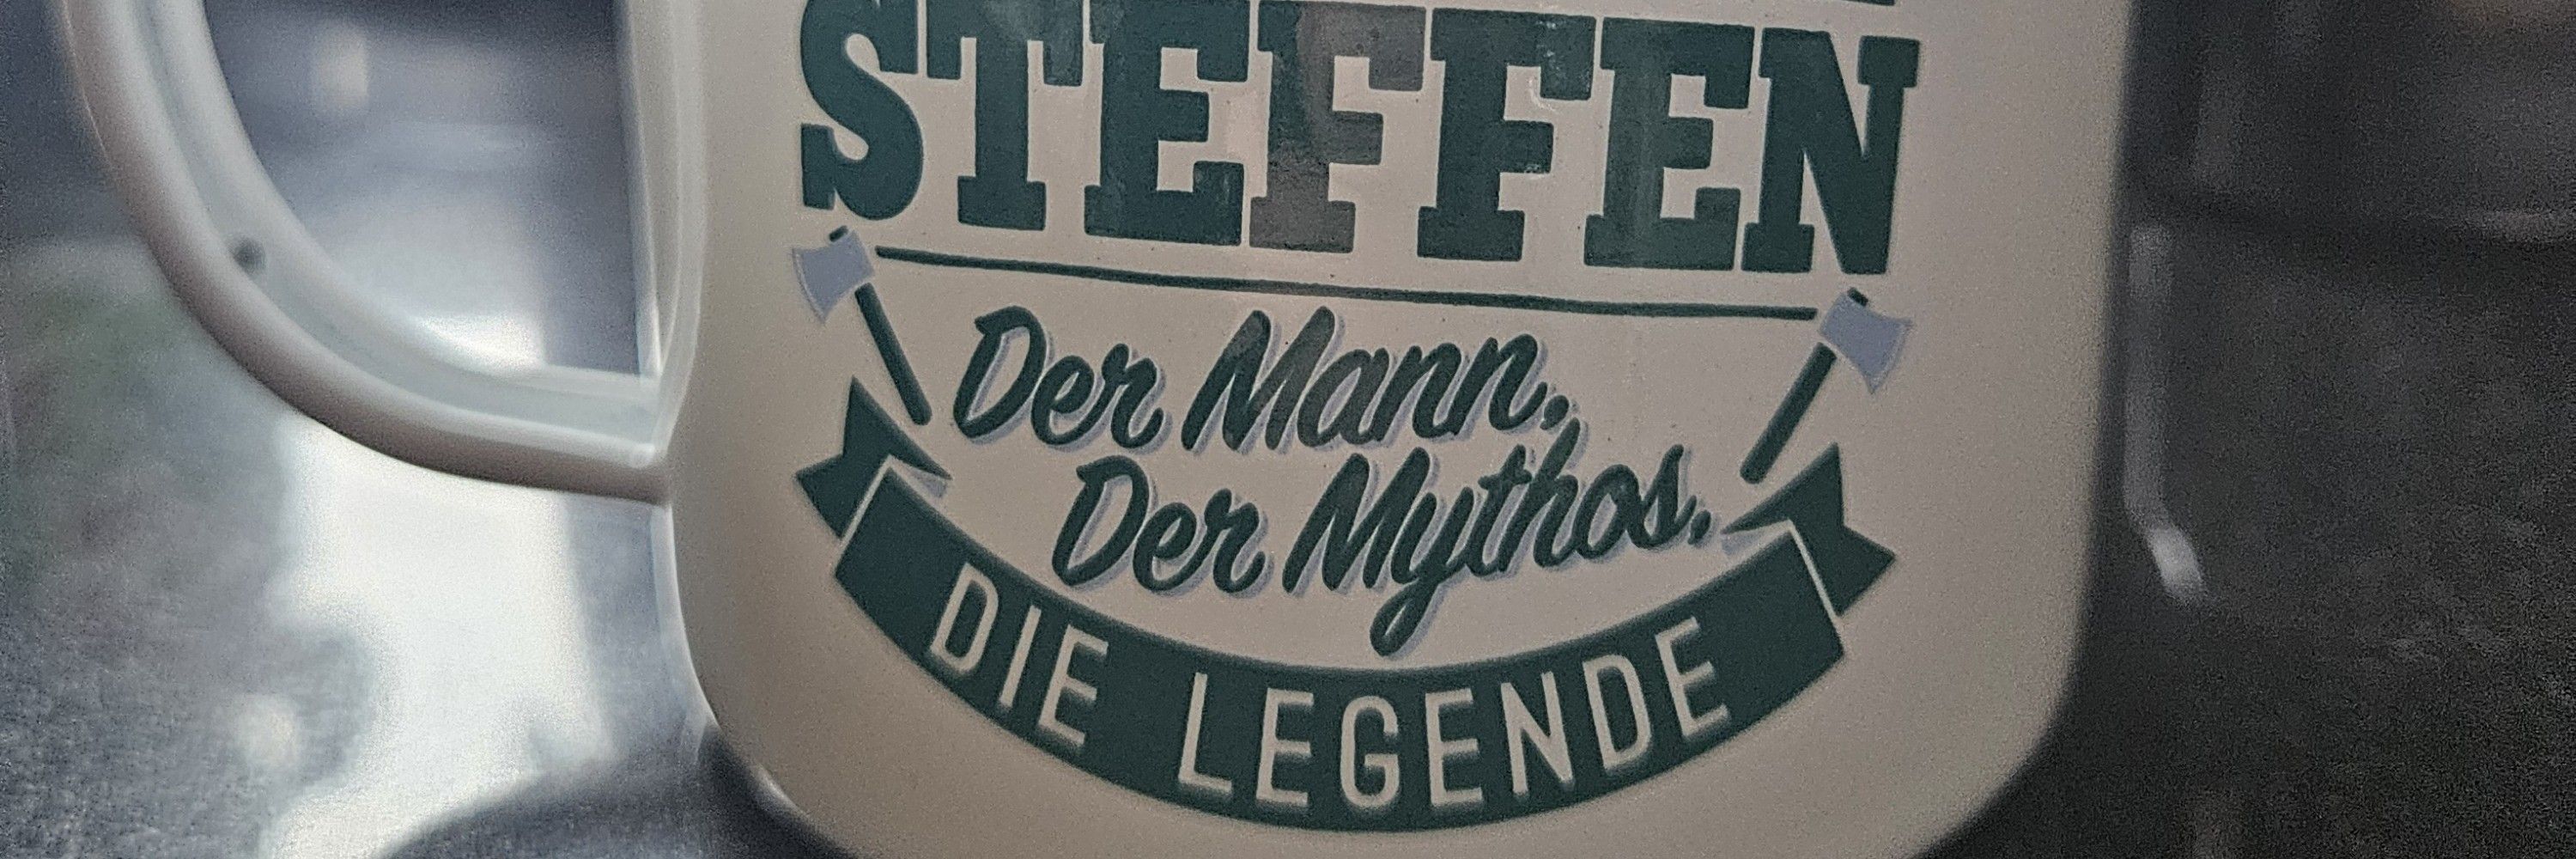 STEFFEN
Der Mann,
Der Mythos.
DIE LEGENDE